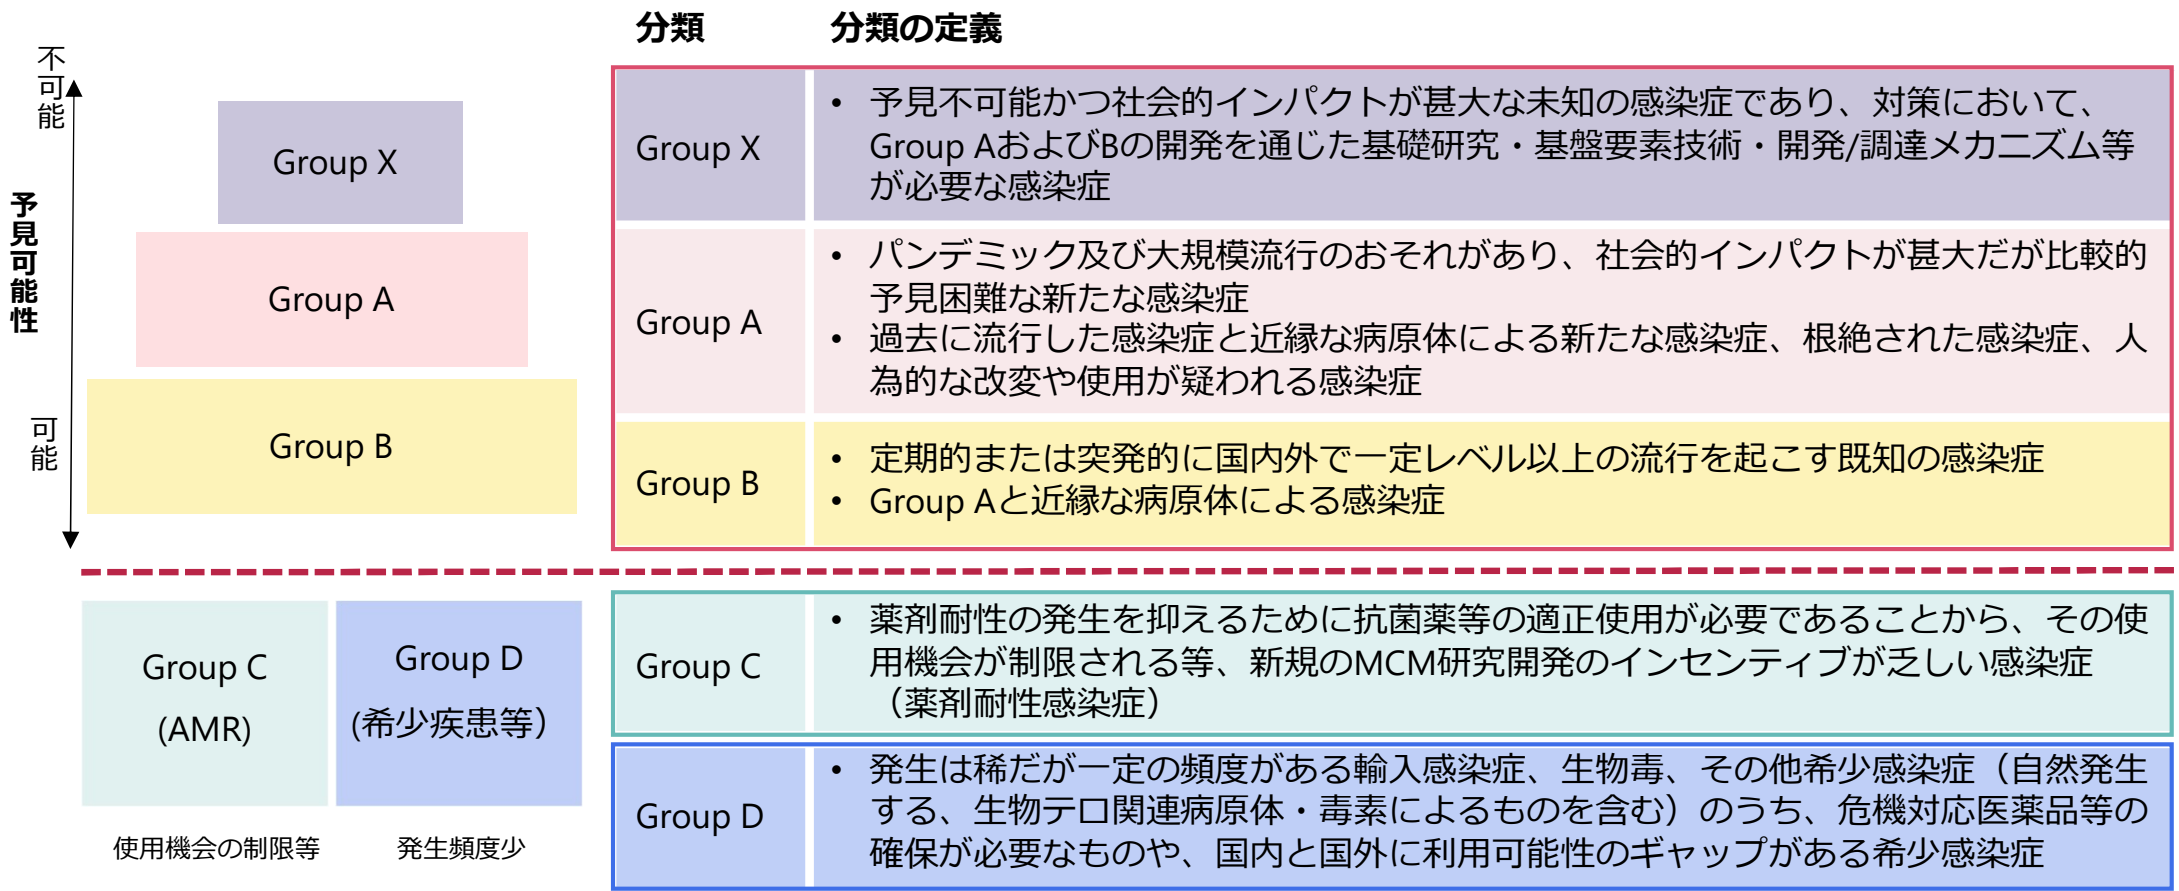 不可能
予見可能性
可能
Group X
Group A
Group B
分類 分類の定義
Group X
• 予見不可能かつ社会的インパクトが甚大な未知の感染症であり、対策において、
Group AおよびBの開発を通じた基礎研究・基盤要素技術・開発/調達メカニズム等
が必要な感染症
Group A
• パンデミック及び大規模流行のおそれがあり、社会的インパクトが甚大だが比較的
予見困難な新たな感染症
• 過去に流行した感染症と近縁な病原体による新たな感染症、根絶された感染症、人
為的な改変や使用が疑われる感染症
Group B
• 定期的または突発的に国内外で一定レベル以上の流行を起こす既知の感染症
• Group Aと近縁な病原体による感染症
Group C
(AMR)
使用機会の制限等
Group D
(希少疾患等）
発生頻度少
Group C
• 薬剤耐性の発生を抑えるために抗菌薬等の適正使用が必要であることから、その使
用機会が制限される等、新規のMCM研究開発のインセンティブが乏しい感染症
（薬剤耐性感染症）
Group D
• 発生は稀だが一定の頻度がある輸入感染症、生物毒、その他希少感染症（自然発生
する、生物テロ関連病原体・毒素によるものを含む）のうち、危機対応医薬品等の
確保が必要なものや、国内と国外に利用可能性のギャップがある希少感染症